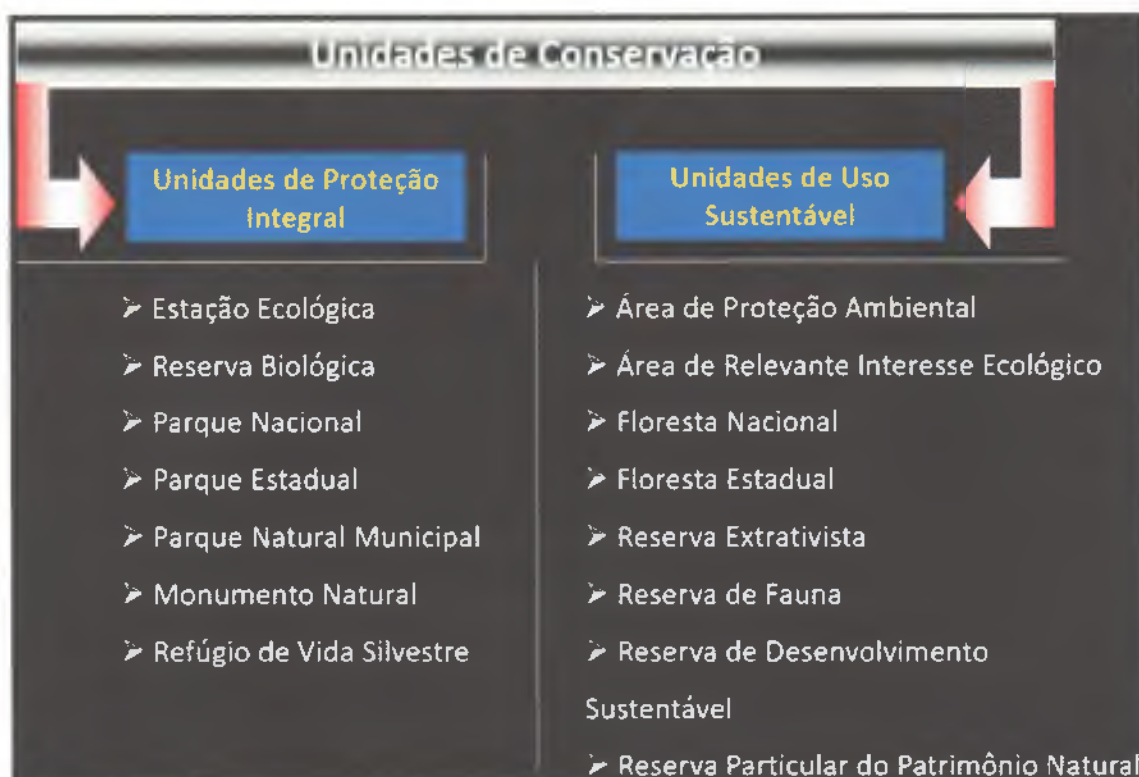 Unidades de Conservação
Unidades de Proteção
Integral
➢ Estação Ecológica
➢ Reserva Biológica
➢ Parque Nacional
➢ Parque Estadual
➢ Parque Natural Municipal
➢ Monumento Natural
➢ Refúgio de Vida Silvestre
Unidades de Uso
Sustentável
➢ Área de Proteção Ambiental
➢ Área de Relevante Interesse Ecológico
➢ Floresta Nacional
➢ Floresta Estadual
➢ Reserva Extrativista
➢ Reserva de Fauna
➢ Reserva de Desenvolvimento
Sustentável
➢ Reserva Particular do Patrimônio Natural